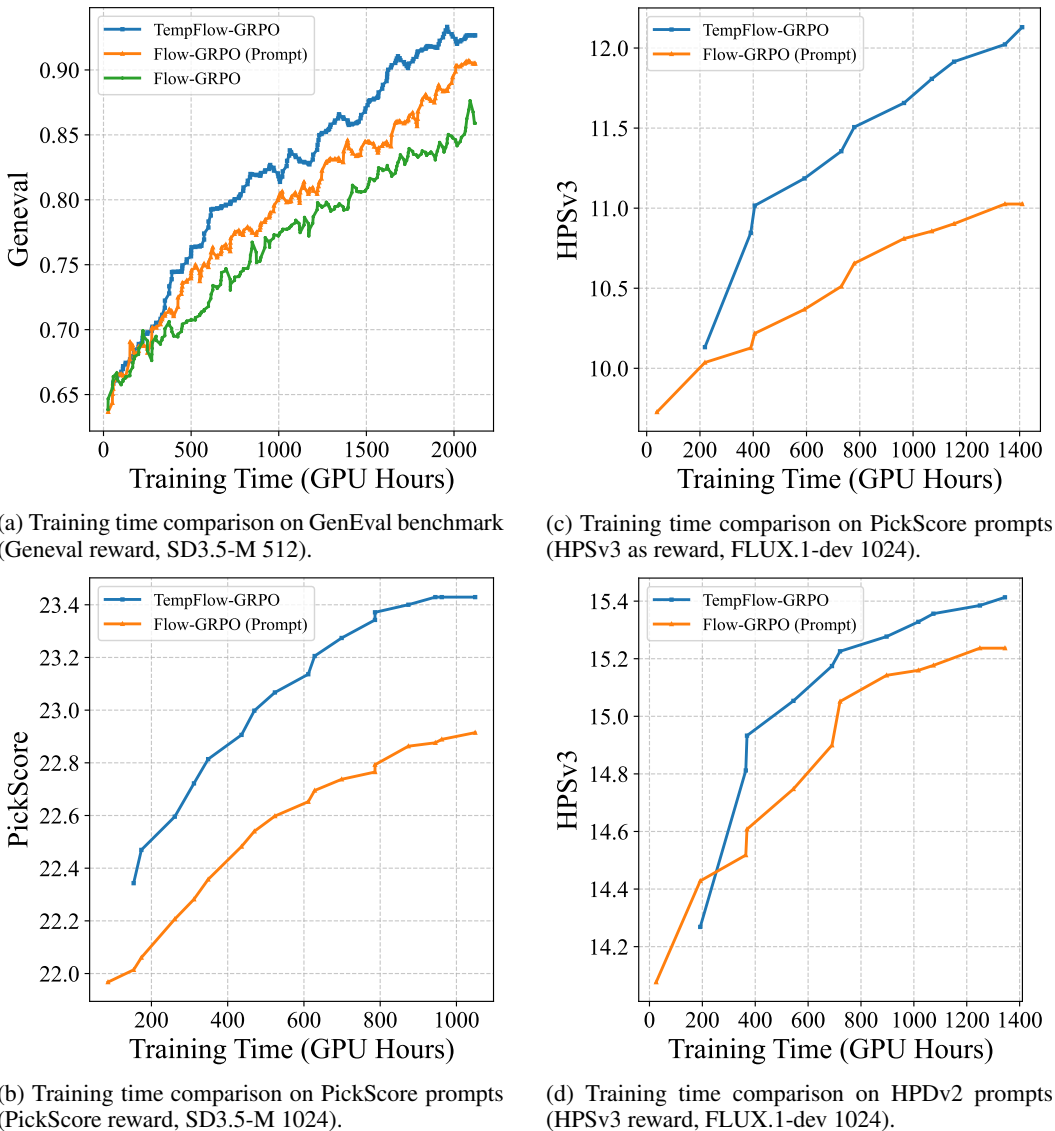 TempFlow-GRPO
Flow-GRPO (Prompt)
Flow-GRPO
0.90
0.85
0.80
0.75
0.70
0.65
Geneval
0 500 1000 1500 2000
Training Time (GPU Hours)
(a) Training time comparison on GenEval benchmark
(Geneval reward, SD3.5-M 512).
TempFlow-GRPO
Flow-GRPO (Prompt)
12.0
11.5
11.0
10.5
10.0
HPSv3
0 200 400 600 800 1000 1200 1400
Training Time (GPU Hours)
(c) Training time comparison on PickScore prompts
(HPSv3 as reward, FLUX.1-dev 1024).
TempFlow-GRPO
Flow-GRPO (Prompt)
23.4
23.2
23.0
22.8
22.6
22.4
22.2
22.0
PickScore
200 400 600 800 1000
Training Time (GPU Hours)
(b) Training time comparison on PickScore prompts
(PickScore reward, SD3.5-M 1024).
TempFlow-GRPO
Flow-GRPO (Prompt)
15.4
15.2
15.0
14.8
14.6
14.4
14.2
HPSv3
0 200 400 600 800 1000 1200 1400
Training Time (GPU Hours)
(d) Training time comparison on HPDv2 prompts
(HPSv3 reward, FLUX.1-dev 1024).